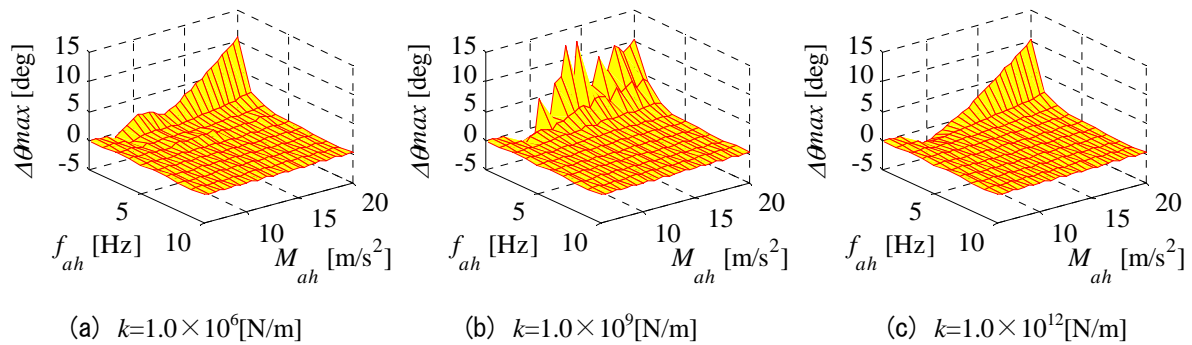 Δθmax [deg]
15
10
5
0
-5
5
10
f_ah [Hz]
10
15
20
M_ah [m/s²]
(a) k=1.0×10⁶[N/m]
Δθmax [deg]
15
10
5
0
-5
5
10
f_ah [Hz]
10
15
20
M_ah [m/s²]
(b) k=1.0×10⁹[N/m]
Δθmax [deg]
15
10
5
0
-5
5
10
f_ah [Hz]
10
15
20
M_ah [m/s²]
(c) k=1.0×10¹²[N/m]